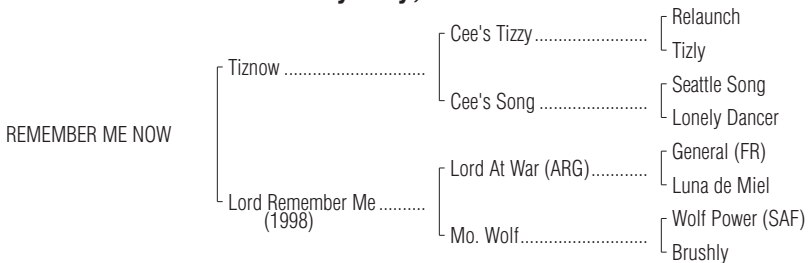 Relaunch
Cee's Tizzy..............................
Tizly
Tiznow ..............................
Seattle Song
Cee's Song ..............................
Lonely Dancer
REMEMBER ME NOW
General (FR)
Lord At War (ARG)............
Luna de Miel
Lord Remember Me ..........
(1998)
Wolf Power (SAF)
Mo. Wolf..............................
Brushly